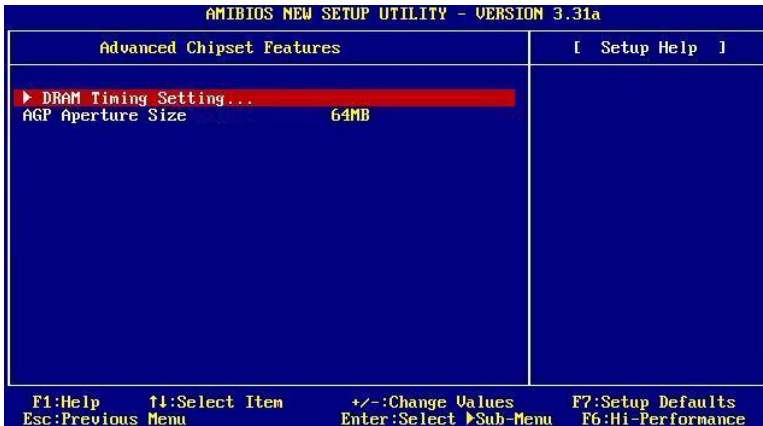 AMIBIOS NEW SETUP UTILITY - VERSION 3.31a
Advanced Chipset Features [ Setup Help ]
▶ DRAM Timing Setting...
AGP Aperture Size 64MB
F1:Help ↑↓:Select Item +/-:Change Values F7:Setup Defaults
Esc:Previous Menu Enter:Select ▶Sub-Menu F6:Hi-Performance